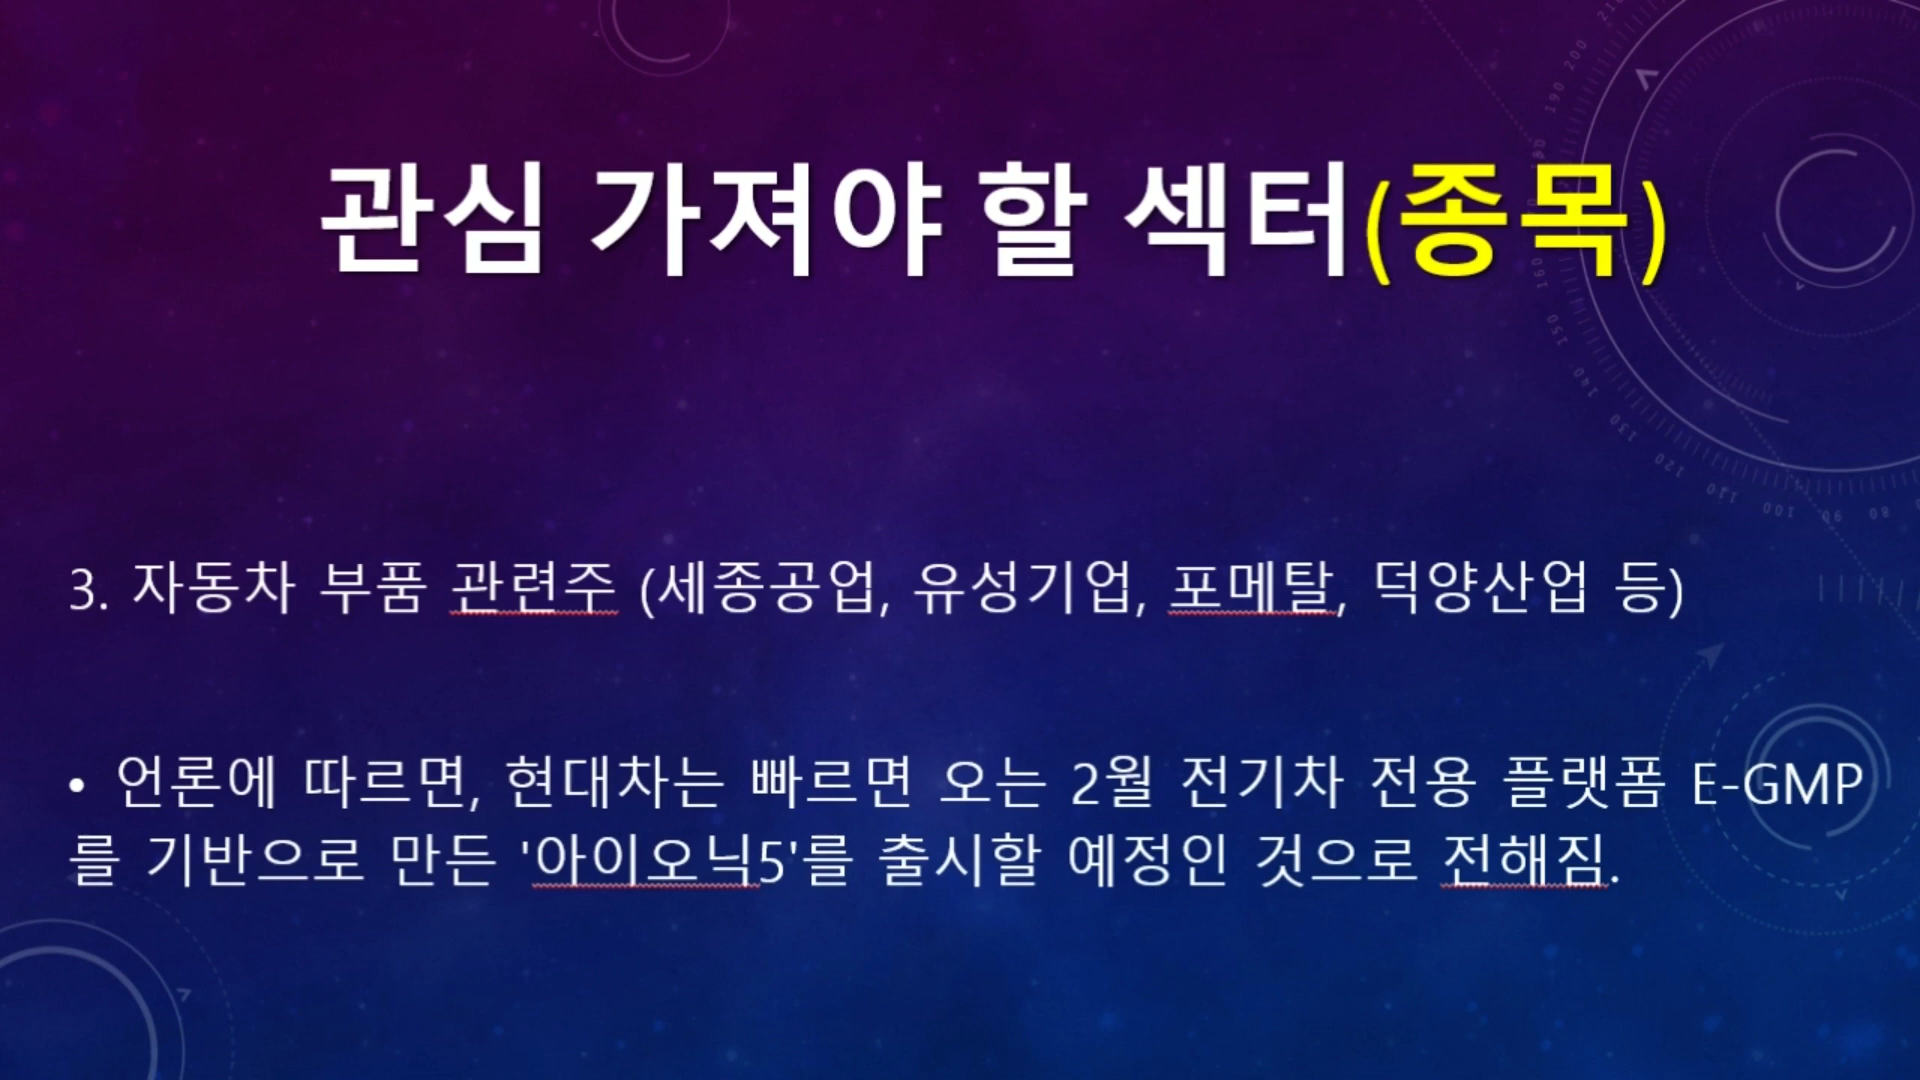 관심 가져야 할 섹터(종목)
3. 자동차 부품 관련주 (세종공업, 유성기업, 포메탈, 덕양산업 등)
• 언론에 따르면, 현대차는 빠르면 오는 2월 전기차 전용 플랫폼 E-GMP
를 기반으로 만든 '아이오닉5'를 출시할 예정인 것으로 전해짐.